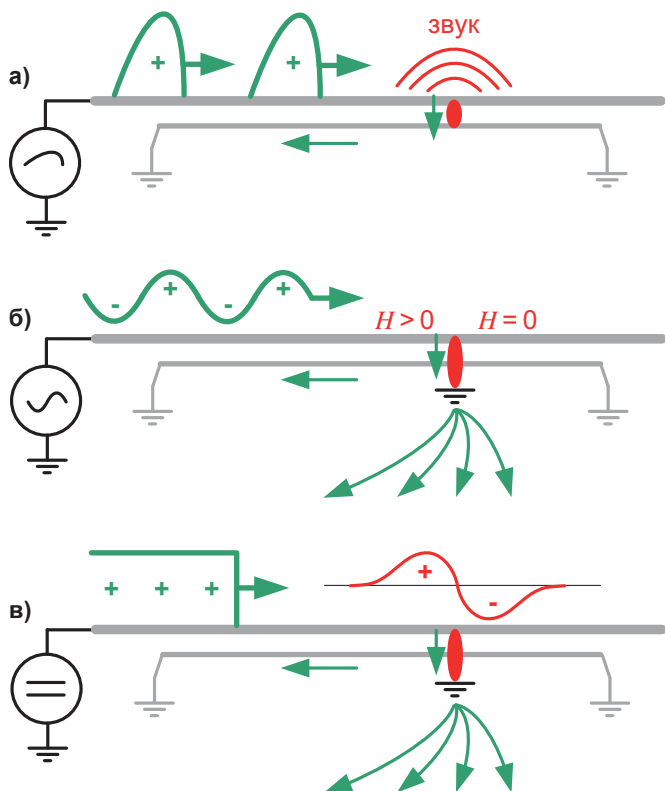 звук
а)
+ +
б)
- + - +
H > 0 H = 0
в)
+ + +
+
-